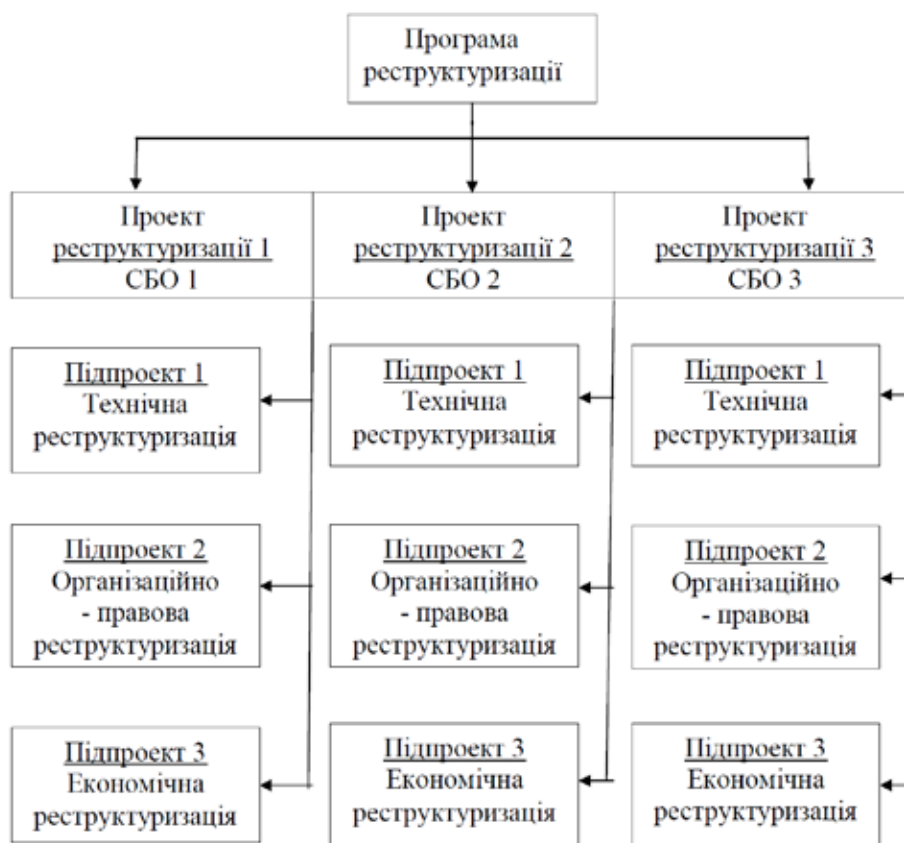 Програма
реструктуризації
Проект
реструктуризації 1
СБО 1
Проект
реструктуризації 2
СБО 2
Проект
реструктуризації 3
СБО 3
Підпроект 1
Технічна
реструктуризація
Підпроект 1
Технічна
реструктуризація
Підпроект 1
Технічна
реструктуризація
Підпроект 2
Організаційно
- правова
реструктуризація
Підпроект 2
Організаційно
- правова
реструктуризація
Підпроект 2
Організаційно
- правова
реструктуризація
Підпроект 3
Економічна
реструктуризація
Підпроект 3
Економічна
реструктуризація
Підпроект 3
Економічна
реструктуризація